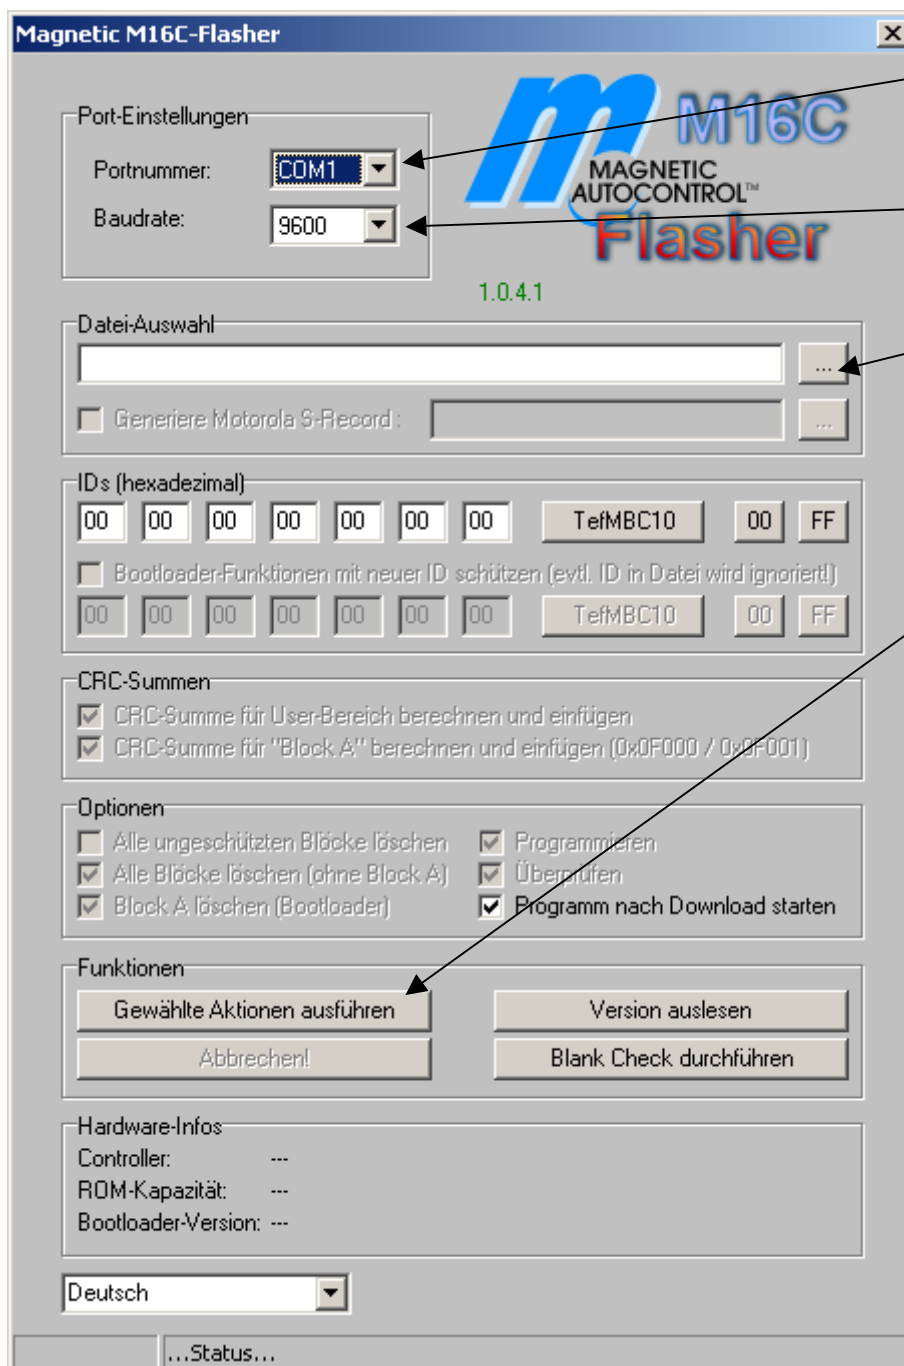 Magnetic M16C-Flasher
Port-Einstellungen
Portnummer: COM1
Baudrate: 9600
m M16C
MAGNETIC
AUTOCONTROL™
Flasher
1.0.4.1
Datei-Auswahl
...
Generiere Motorola S-Record : ...
IDs (hexadezimal)
00 00 00 00 00 00 00 TefMBC10 00 FF
Bootloader-Funktionen mit neuer ID schützen (evtl. ID in Datei wird ignoriert!)
00 00 00 00 00 00 00 TefMBC10 00 FF
CRC-Summen
CRC-Summe für User-Bereich berechnen und einfügen
CRC-Summe für "Block A" berechnen und einfügen (0x0F000 / 0x0F001)
Optionen
Alle ungeschützten Blöcke löschen Programmieren
Alle Blöcke löschen (ohne Block A) Überprüfen
Block A löschen (Bootloader) Programm nach Download starten
Funktionen
Gewählte Aktionen ausführen Version auslesen
Abbrechen! Blank Check durchführen
Hardware-Infos
Controller: ---
ROM-Kapazität: ---
Bootloader-Version: ---
Deutsch
...Status...